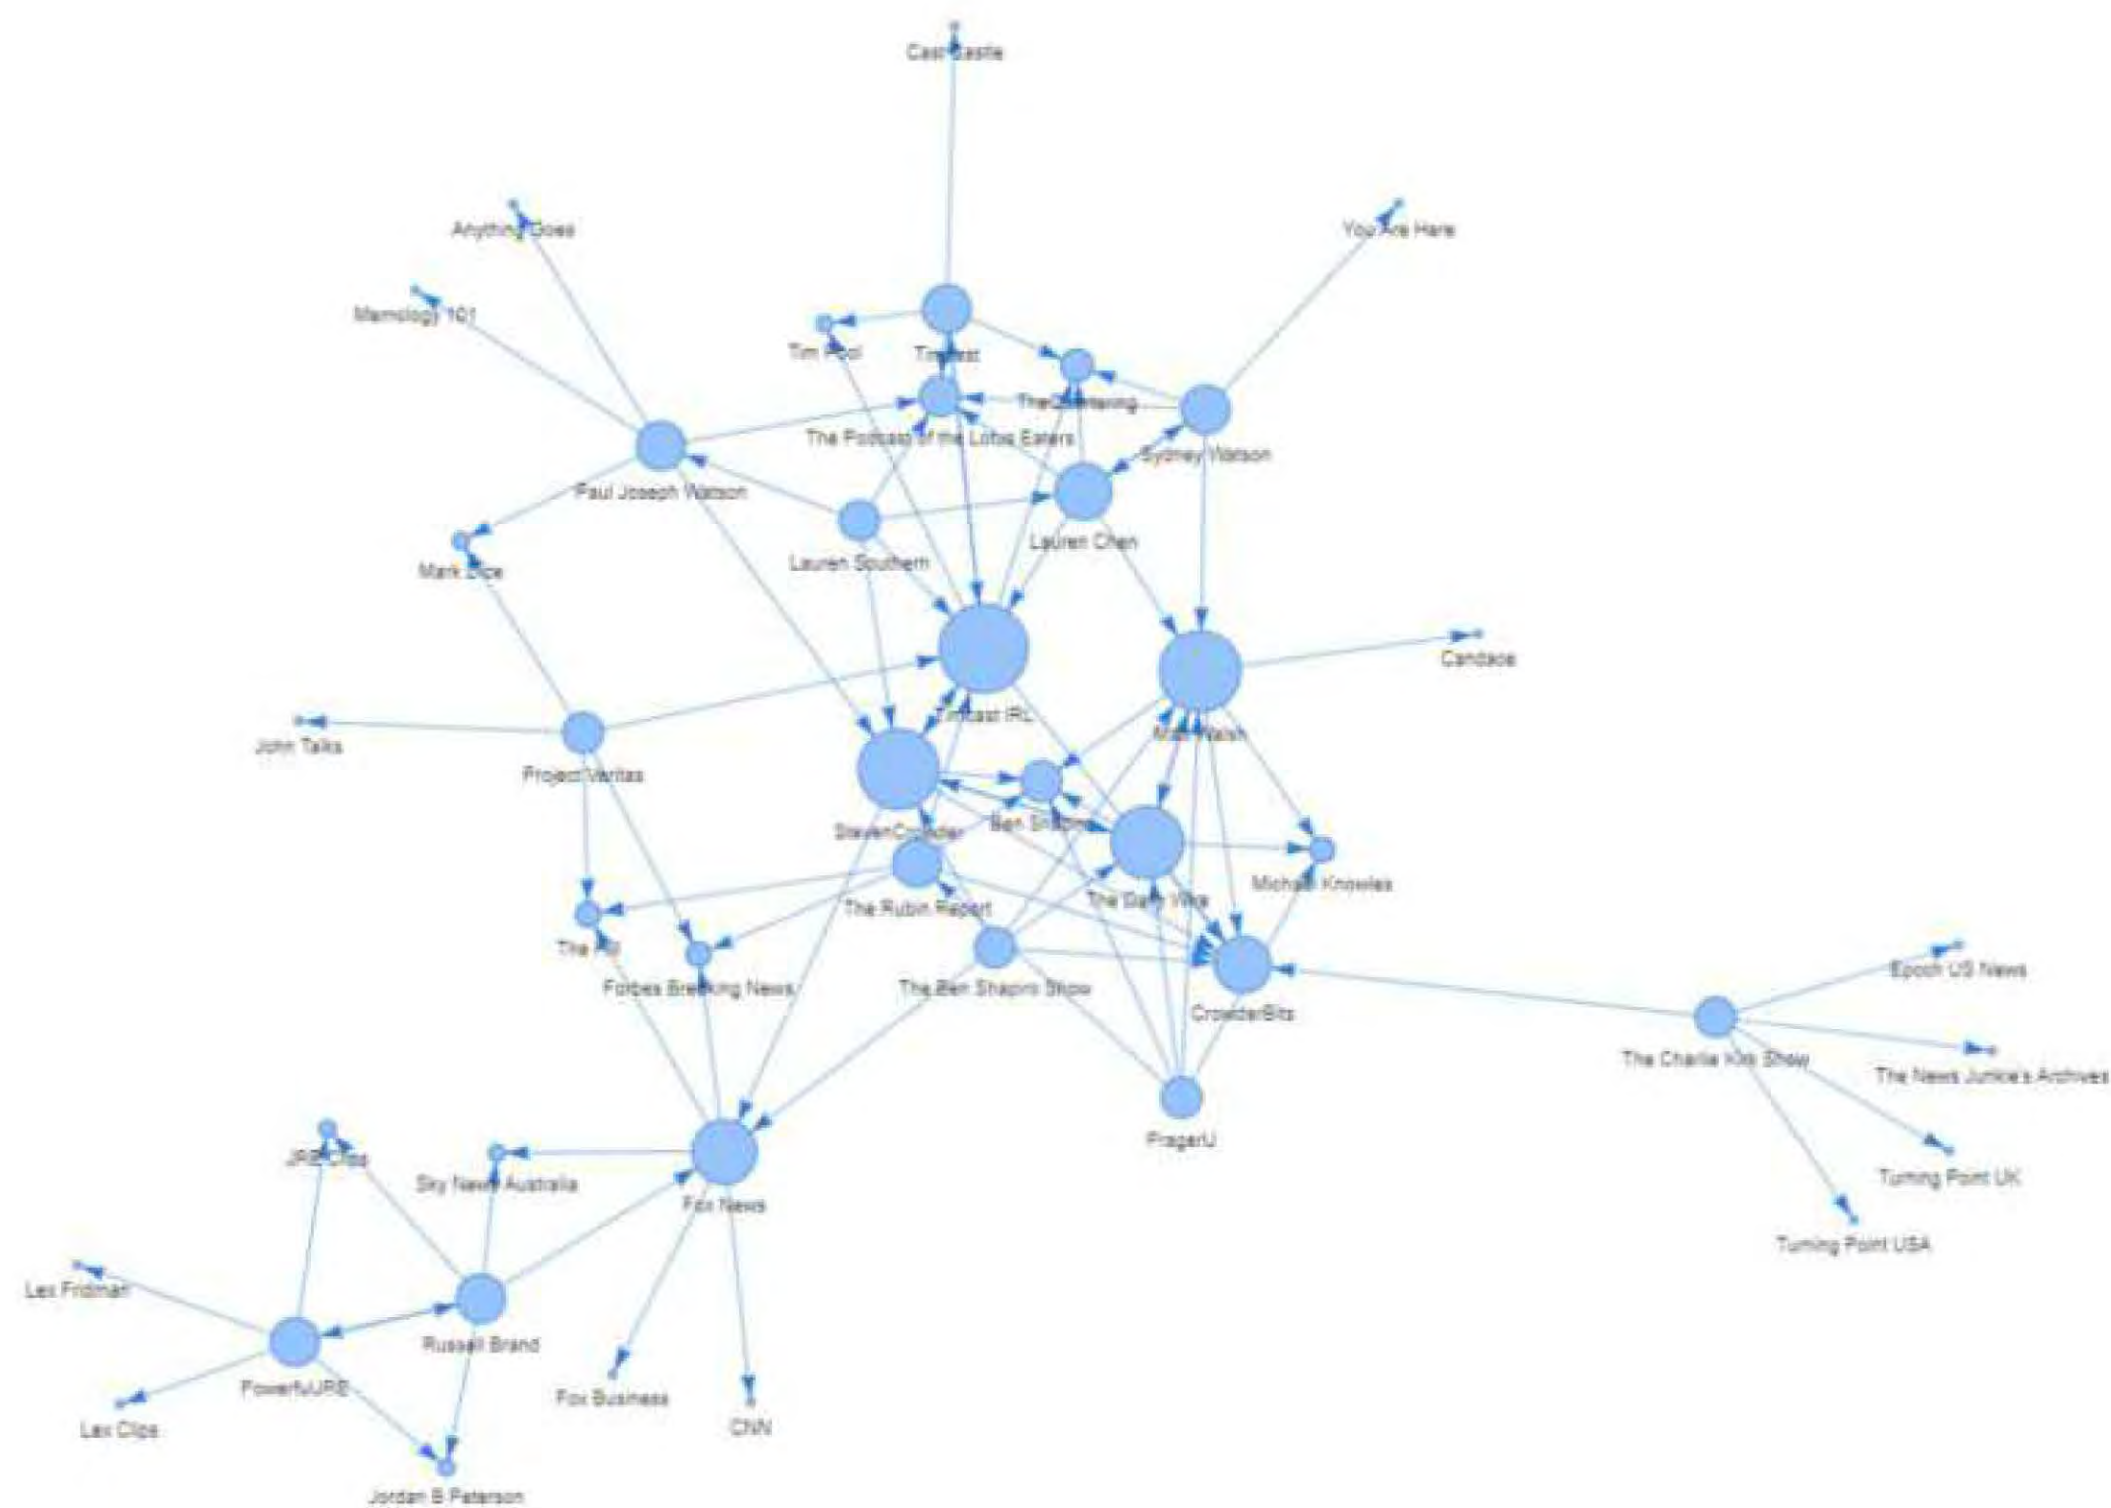 Cast Castle
Anything Goes
You Are Here
Memology 101
Tim Pool
Timcast
TheQuartering
The Podcast of the Lotus Eaters
Sydney Watson
Paul Joseph Watson
Lauren Chen
Lauren Southern
Mark Dice
Candace
Timcast IRL
Matt Walsh
John Talks
Project Veritas
StevenCrowder
Ben Shapiro
Michael Knowles
The Daily Wire
The Rubin Report
The Hill
Forbes Breaking News
The Ben Shapiro Show
CrowderBits
Epoch US News
The Charlie Kirk Show
The News Junkie's Archives
PragerU
JRE Clips
Sky News Australia
Fox News
Turning Point UK
Turning Point USA
Lex Fridman
Russell Brand
PowerfulJRE
Fox Business
Lex Clips
CNN
Jordan B Peterson